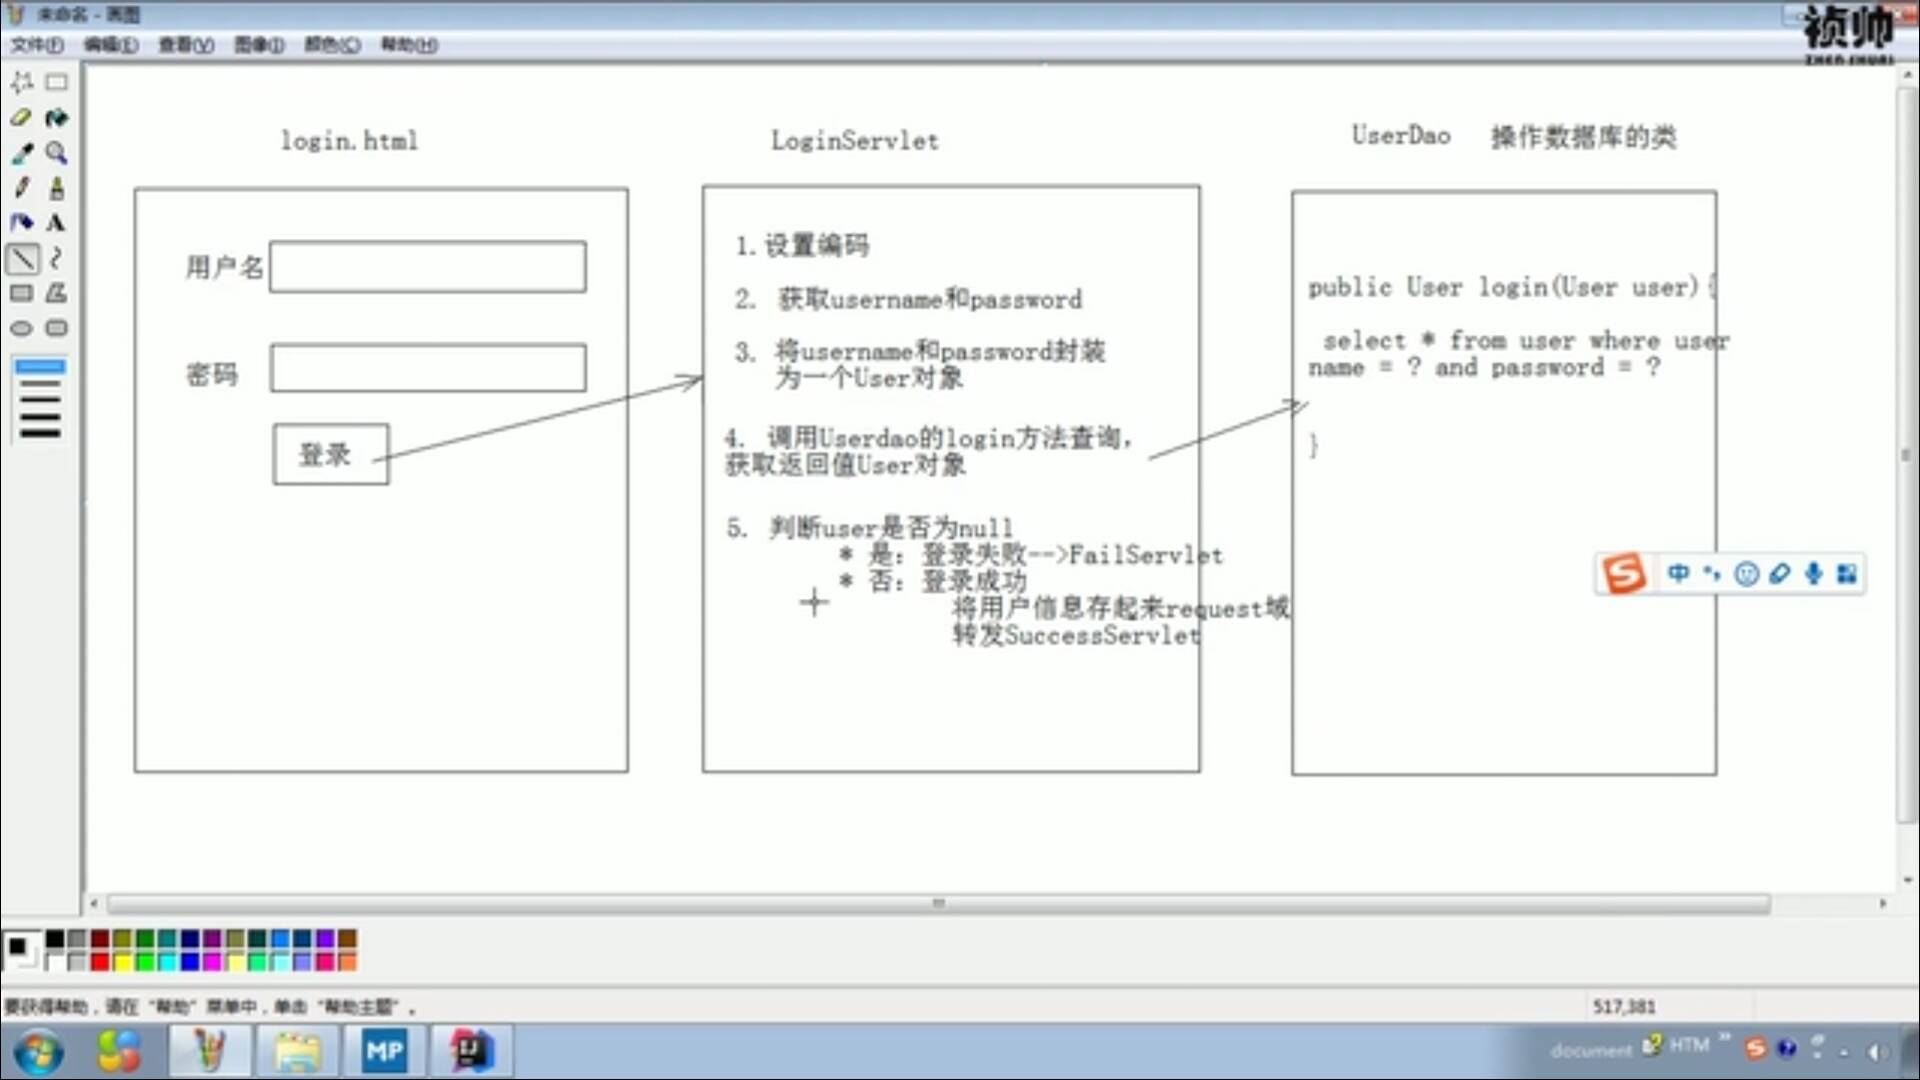 未命名 - 画图
文件(F) 编辑(E) 查看(V) 图像(I) 颜色(C) 帮助(H)
祯帅
ZHEN SHUAI
login.html
LoginServlet
UserDao 操作数据库的类
用户名
密码
登录
1.设置编码
2. 获取username和password
3. 将username和password封装
为一个User对象
4. 调用Userdao的login方法查询,
获取返回值User对象
5. 判断user是否为null
* 是: 登录失败-->FailServlet
* 否: 登录成功
将用户信息存起来request域
转发SuccessServlet
public User login(User user){
select * from user where user
name = ? and password = ?
}
中
要获得帮助，请在“帮助”菜单中，单击“帮助主题”。
517,381
MP
IJ
document HTM